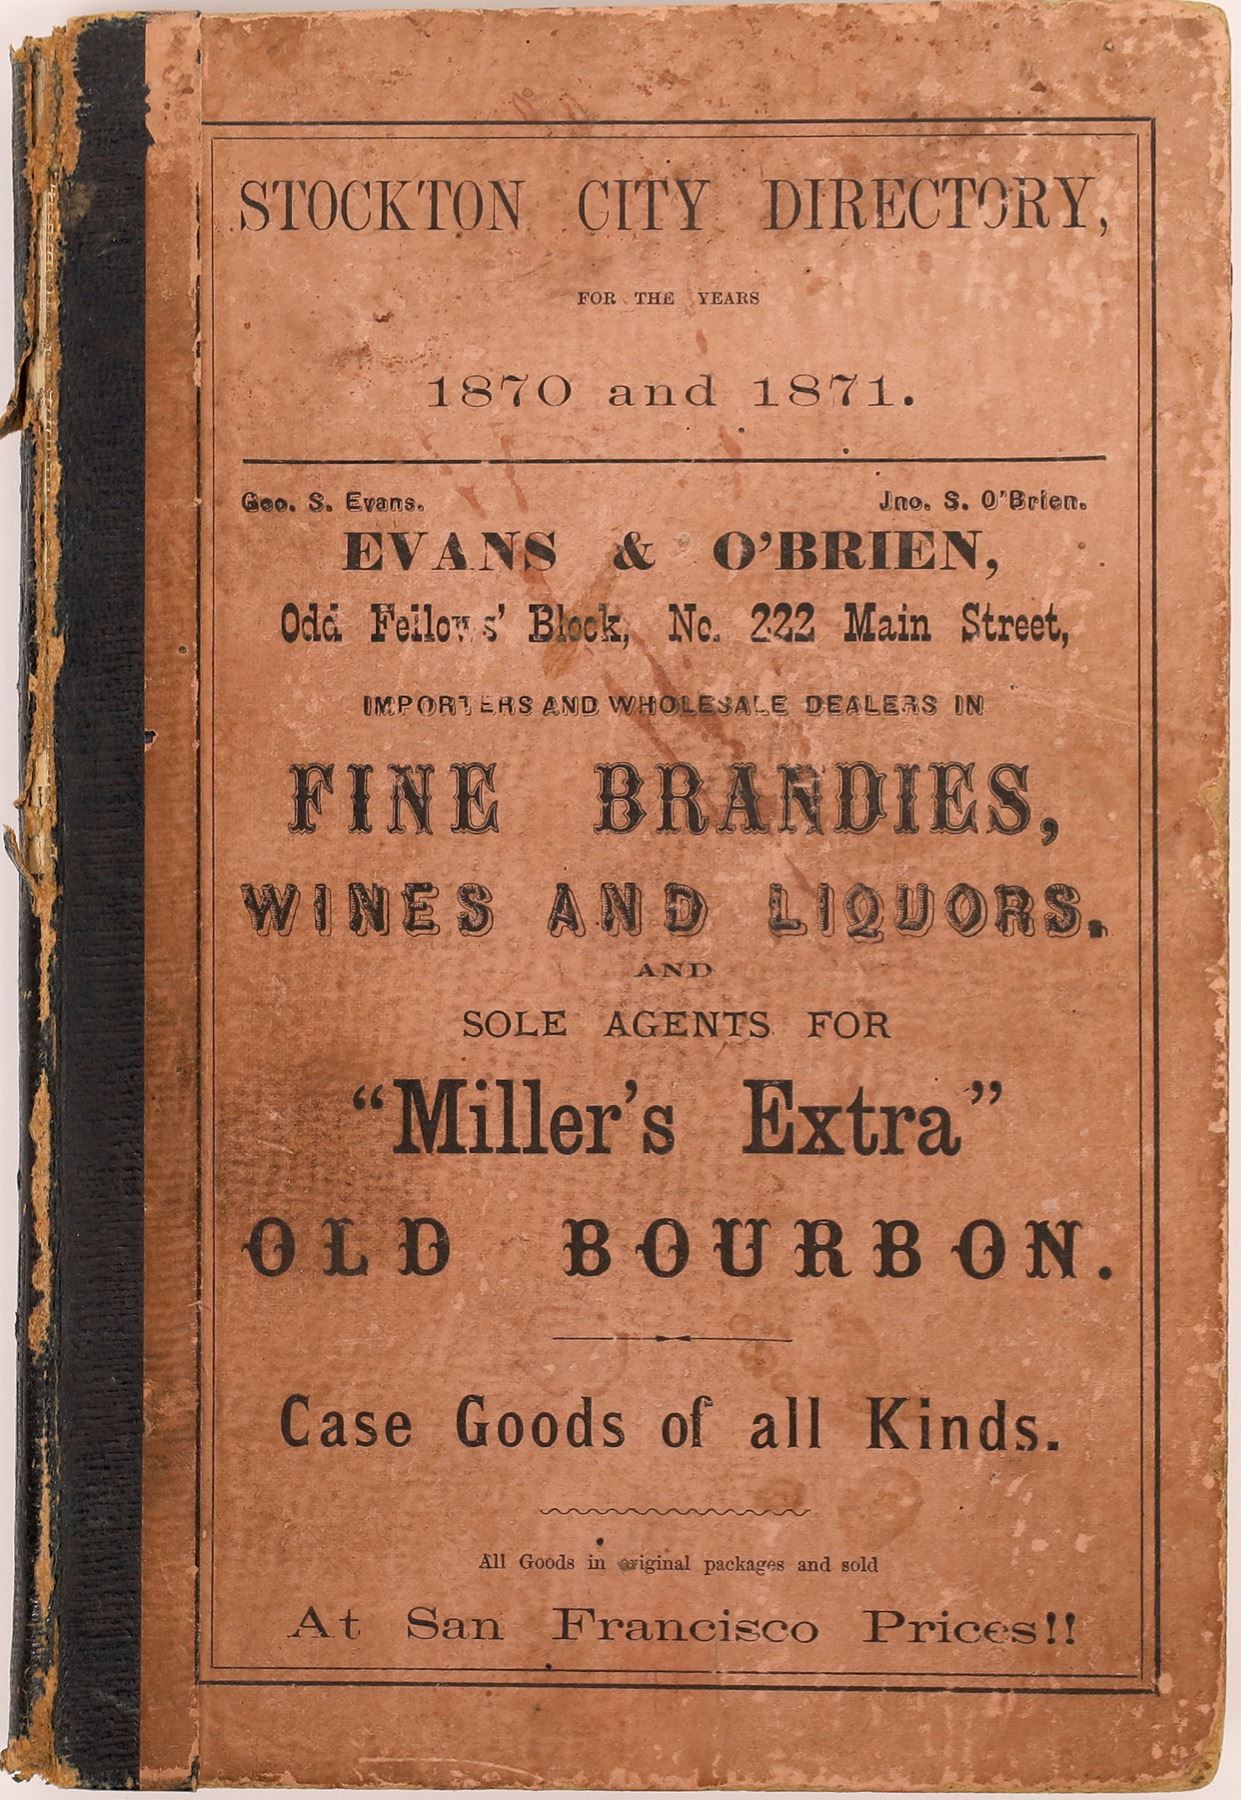 STOCKTON CITY DIRECTORY,
FOR THE YEARS
1870 and 1871.
Geo. S. Evans. Jno. S. O'Brien.
EVANS & O'BRIEN,
Odd Fellows' Block, No. 222 Main Street,
IMPORTERS AND WHOLESALE DEALERS IN
FINE BRANDIES,
WINES AND LIQUORS,
AND
SOLE AGENTS FOR
"Miller's Extra"
OLD BOURBON.
Case Goods of all Kinds.
All Goods in original packages and sold
At San Francisco Prices!!